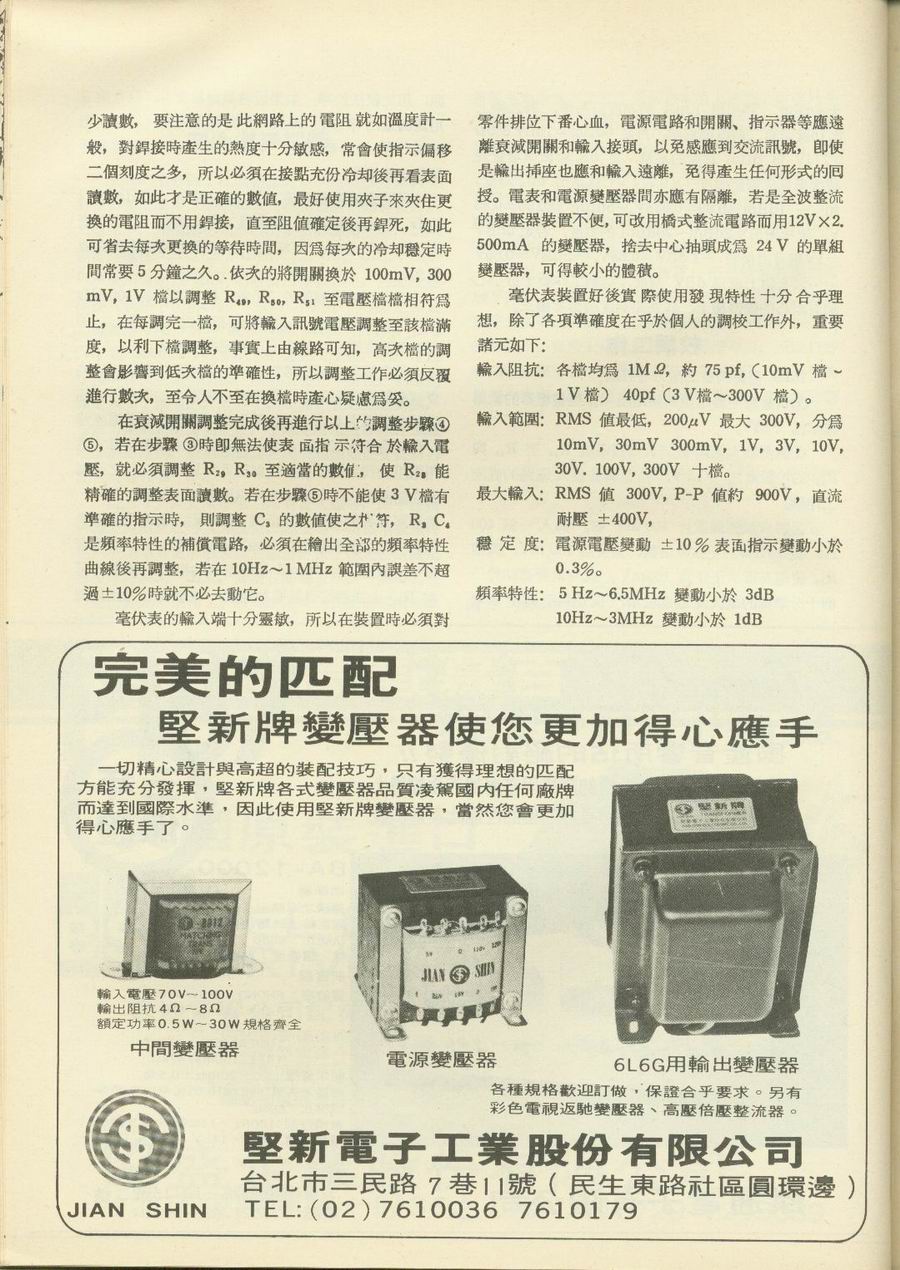 少讀數，要注意的是此網路上的電阻就如溫度計一
般，對銲接時產生的熱度十分敏感，常會使指示偏移
二個刻度之多，所以必須在接點充份冷却後再看表面
讀數，如此才是正確的數值，最好使用夾子來夾住更
換的電阻而不用銲接，直至阻值確定後再銲死，如此
可省去每次更換的等待時間，因爲每次的冷却穩定時
間常要5分鐘之久。依次的將開關換於 100mV, 300
mV, 1V 檔以調整 R₄₉, R₅₀, R₅₁ 至電壓檔檔相符爲
止，在每調完一檔，可將輸入訊號電壓調整至該檔滿
度，以利下檔調整，事實上由線路可知，高次檔的調
整會影響到低次檔的準確性，所以調整工作必須反覆
進行數次，至令人不至在換檔時產心疑慮爲妥。
在衰減開關調整完成後再進行以上的調整步驟④
⑤，若在步驟③時卽無法使表面指示符合於輸入電
壓，就必須調整 R₂₉ R₃₀ 至適當的數值，使 R₂₈ 能
精確的調整表面讀數。若在步驟⑤時不能使 3 V檔有
準確的指示時，則調整 C₃ 的數值使之 符，R₃ C₄
是頻率特性的補償電路，必須在繪出全部的頻率特性
曲線後再調整，若在 10Hz～1 MHz 範圍內誤差不超
過±10%時就不必去動它。
毫伏表的輸入端十分靈敏，所以在裝置時必須對
零件排位下番心血，電源電路和開關、指示器等應遠
離衰減開關和輸入接頭，以免感應到交流訊號，卽使
是輸出插座也應和輸入遠離，免得產生任何形式的囘
授。電表和電源變壓器間亦應有隔離，若是全波整流
的變壓器裝置不便，可改用橋式整流電路而用12V×2.
500mA 的變壓器，捨去中心抽頭成爲 24 V 的單組
變壓器，可得較小的體積。
毫伏表裝置好後實際使用發現特性十分合乎理
想，除了各項準確度在乎於個人的調校工作外，重要
諸元如下：
輸入阻抗：各檔均爲 1M Ω，約 75 pf,（10mV 檔～
1 V 檔） 40pf（3 V檔～300V 檔）。
輸入範圍：RMS 值最低，200μV 最大 300V，分爲
10mV, 30mV 300mV, 1V, 3V, 10V,
30V. 100V, 300V 十檔。
最大輸入：RMS 值 300V, P-P 值約 900V，直流
耐壓 ±400V,
穩定度：電源電壓變動 ±10％表面指示變動小於
0.3%。
頻率特性：5 Hz～6.5MHz 變動小於 3dB
10Hz～3MHz 變動小於 1dB
完美的匹配
堅新牌變壓器使您更加得心應手
一切精心設計與高超的裝配技巧，只有獲得理想的匹配
方能充分發揮，堅新牌各式變壓器品質凌駕國內任何廠牌
而達到國際水準，因此使用堅新牌變壓器，當然您會更加
得心應手了。
堅新牌
TRANSFORMER
MATCHING
TRANS
JIAN SHIN
輸入電壓70V～100V
輸出阻抗4Ω～8Ω
額定功率0.5W～30W規格齊全
中間變壓器
電源變壓器
6L6G用輸出變壓器
各種規格歡迎訂做，保證合乎要求。另有
彩色電視返馳變壓器、高壓倍壓整流器。
JIAN SHIN
堅新電子工業股份有限公司
台北市三民路7巷11號（民生東路社區圓環邊）
TEL:(02)7610036 7610179